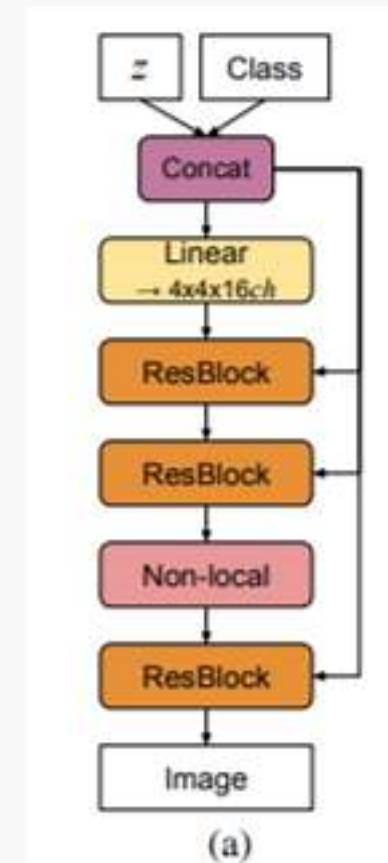 z
Class
Concat
Linear
→ 4x4x16ch
ResBlock
ResBlock
Non-local
ResBlock
Image
(a)